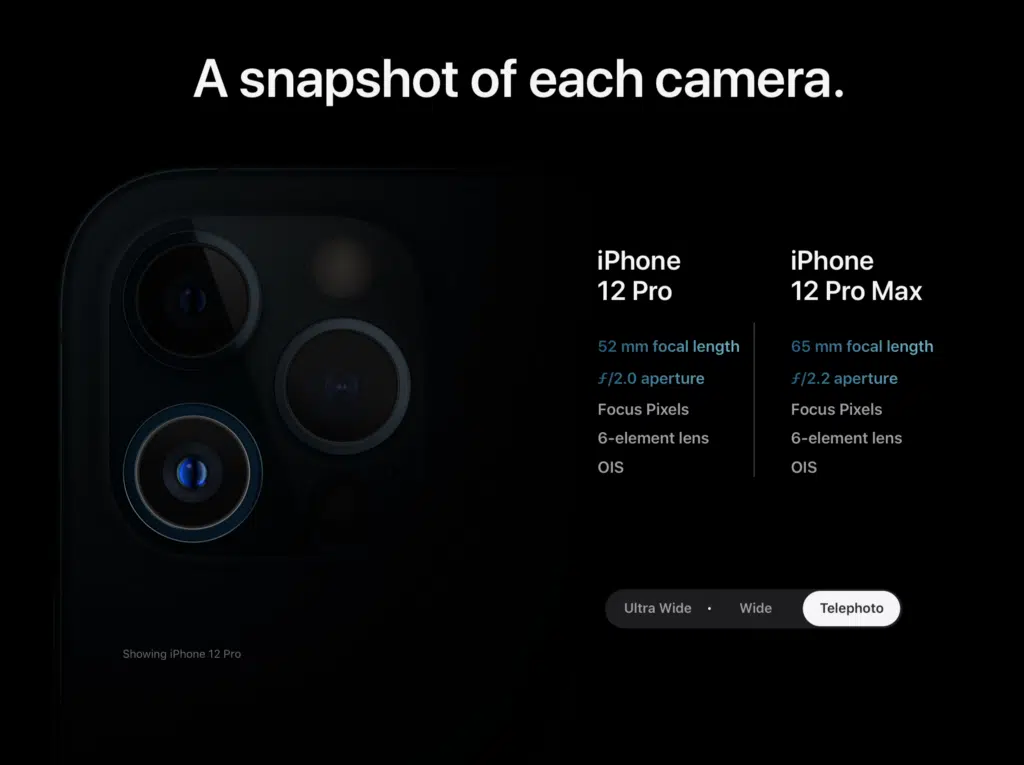 A snapshot of each camera.
iPhone
12 Pro
52 mm focal length
ƒ/2.0 aperture
Focus Pixels
6-element lens
OIS
iPhone
12 Pro Max
65 mm focal length
ƒ/2.2 aperture
Focus Pixels
6-element lens
OIS
Ultra Wide • Wide Telephoto
Showing iPhone 12 Pro